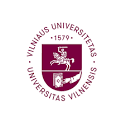 VILNIAUS UNIVERSITETAS
• 1579 •
UNIVERSITAS VILNENSIS